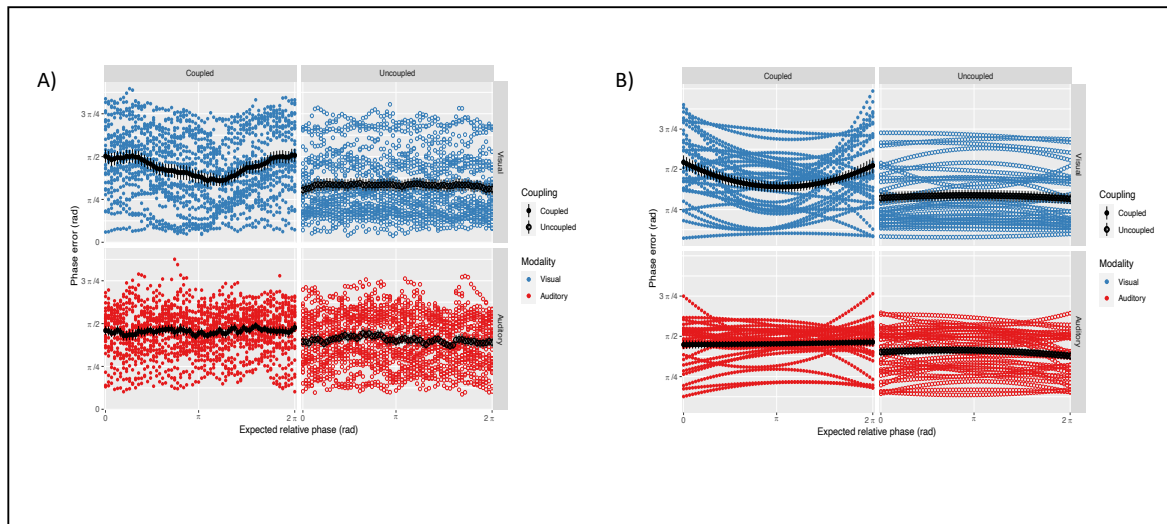 A)
Coupled
Uncoupled
3 π /4
π /2
π /4
0
Visual
3 π /4
π /2
π /4
0
Auditory
Phase error (rad)
0
π
2 π
0
π
2 π
Expected relative phase (rad)
Coupling
Coupled
Uncoupled
Modality
Visual
Auditory
B)
Coupled
Uncoupled
3 π /4
π /2
π /4
Visual
3 π /4
π /2
π /4
Auditory
Phase error (rad)
0
π
2 π
0
π
2 π
Expected relative phase (rad)
Coupling
Coupled
Uncoupled
Modality
Visual
Auditory